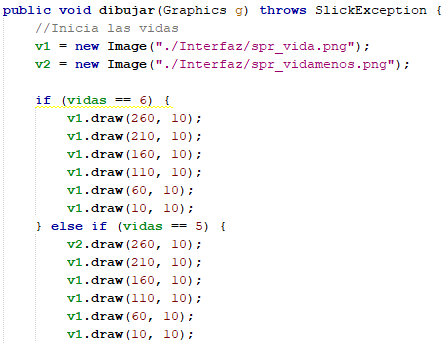 public void dibujar(Graphics g) throws SlickException {
//Inicia las vidas
v1 = new Image("./Interfaz/spr_vida.png");
v2 = new Image("./Interfaz/spr_vidamenos.png");
if (vidas == 6) {
v1.draw(260, 10);
v1.draw(210, 10);
v1.draw(160, 10);
v1.draw(110, 10);
v1.draw(60, 10);
v1.draw(10, 10);
} else if (vidas == 5) {
v2.draw(260, 10);
v1.draw(210, 10);
v1.draw(160, 10);
v1.draw(110, 10);
v1.draw(60, 10);
v1.draw(10, 10);